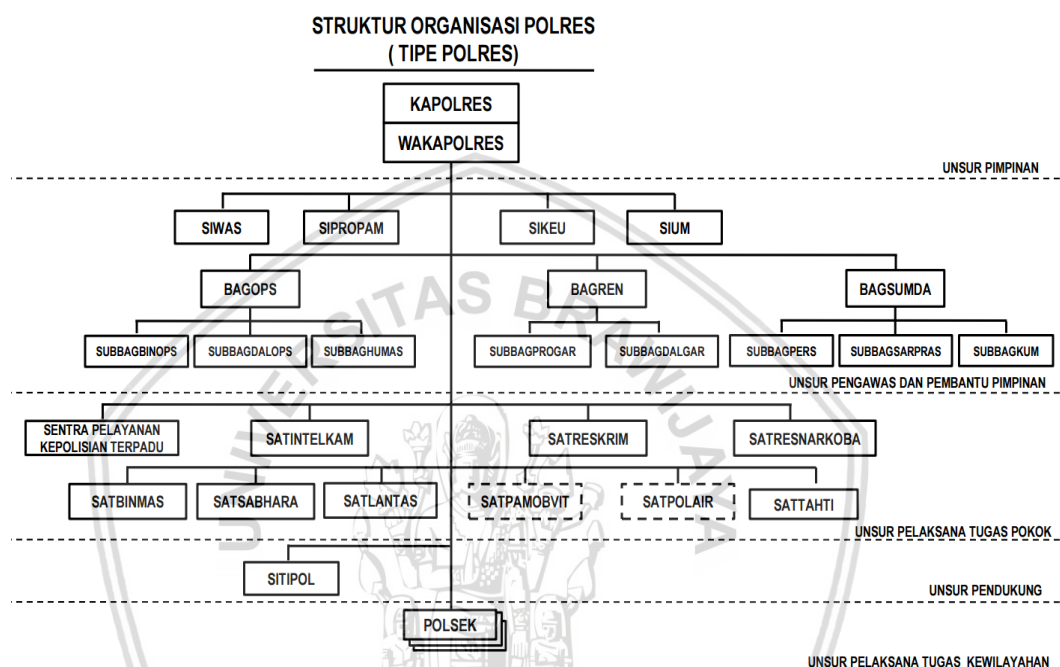 STRUKTUR ORGANISASI POLRES
( TIPE POLRES)
KAPOLRES
WAKAPOLRES
UNSUR PIMPINAN
SIWAS
SIPROPAM
SIKEU
SIUM
BAGOPS
BAGREN
BAGSUMDA
SUBBAGBINOPS
SUBBAGDALOPS
SUBBAGHUMAS
SUBBAGPROGAR
SUBBAGDALGAR
SUBBAGPERS
SUBBAGSARPRAS
SUBBAGKUM
UNSUR PENGAWAS DAN PEMBANTU PIMPINAN
SENTRA PELAYANAN
KEPOLISIAN TERPADU
SATINTELKAM
SATRESKRIM
SATRESNARKOBA
SATBINMAS
SATSABHARA
SATLANTAS
SATPAMOBVIT
SATPOLAIR
SATTAHTI
UNSUR PELAKSANA TUGAS POKOK
SITIPOL
UNSUR PENDUKUNG
POLSEK
UNSUR PELAKSANA TUGAS KEWILAYAHAN
UNIVERSITAS BRAWIJAYA